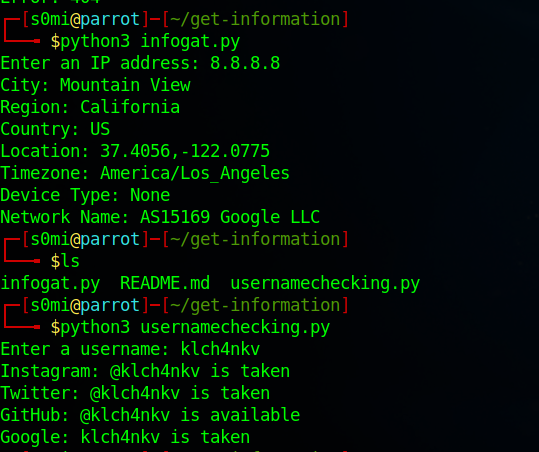 Error: 404
┌─[s0mi@parrot]─[~/get-information]
└──╼ $python3 infogat.py
Enter an IP address: 8.8.8.8
City: Mountain View
Region: California
Country: US
Location: 37.4056,-122.0775
Timezone: America/Los_Angeles
Device Type: None
Network Name: AS15169 Google LLC
┌─[s0mi@parrot]─[~/get-information]
└──╼ $ls
infogat.py  README.md  usernamechecking.py
┌─[s0mi@parrot]─[~/get-information]
└──╼ $python3 usernamechecking.py
Enter a username: klch4nkv
Instagram: @klch4nkv is taken
Twitter: @klch4nkv is taken
GitHub: @klch4nkv is available
Google: klch4nkv is taken